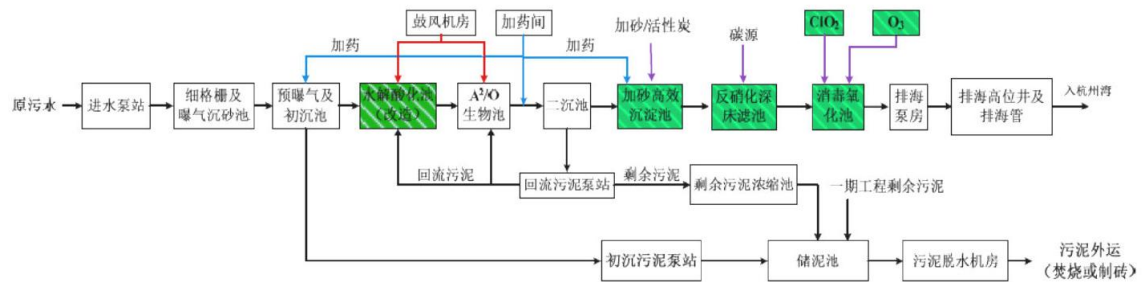 鼓风机房
加药间
加药
加药
加砂/活性炭
碳源
ClO₂
O₃
原污水
进水泵站
细格栅及
曝气沉砂池
预曝气及
初沉池
水解酸化池
（改造）
A²/O
生物池
二沉池
加砂高效
沉淀池
反硝化深
床滤池
消毒氧
化池
排海
泵房
排海高位井及
排海管
入杭州湾
回流污泥
回流污泥泵站
剩余污泥
剩余污泥浓缩池
一期工程剩余污泥
初沉污泥泵站
储泥池
污泥脱水机房
污泥外运
（焚烧或制砖）